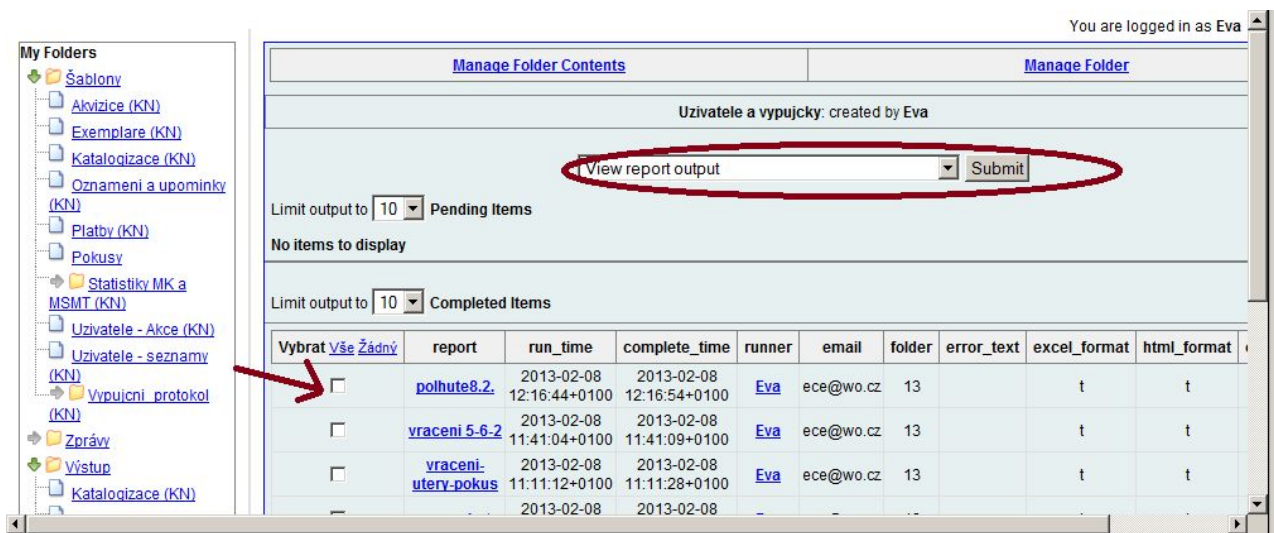 You are logged in as Eva
My Folders
Šablony
Akvizice (KN)
Exemplare (KN)
Katalogizace (KN)
Oznameni a upominky
(KN)
Platby (KN)
Pokusy
Statistiky MK a
MSMT (KN)
Uzivatele - Akce (KN)
Uzivatele - seznamy
(KN)
Vypujcni protokol
(KN)
Zprávy
Výstup
Katalogizace (KN)
Manage Folder Contents Manage Folder
Uzivatele a vypujcky: created by Eva
View report output Submit
Limit output to 10 Pending Items
No items to display
Limit output to 10 Completed Items
Vybrat Vše Žádný report run_time complete_time runner email folder error_text excel_format html_format
polhute8.2. 2013-02-08 12:16:44+0100 2013-02-08 12:16:54+0100 Eva ece@wo.cz 13 t t
vraceni 5-6-2 2013-02-08 11:41:04+0100 2013-02-08 11:41:09+0100 Eva ece@wo.cz 13 t t
vraceni-utery-pokus 2013-02-08 11:11:12+0100 2013-02-08 11:11:28+0100 Eva ece@wo.cz 13 t t
2013-02-08 2013-02-08